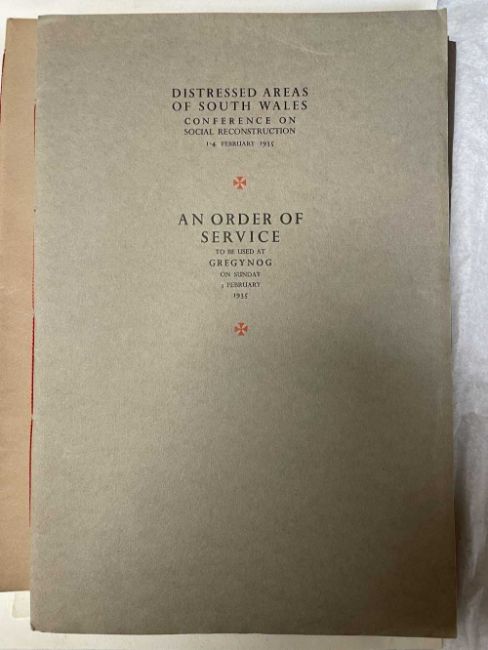 DISTRESSED AREAS
OF SOUTH WALES
CONFERENCE ON
SOCIAL RECONSTRUCTION
1-4 FEBRUARY 1935
AN ORDER OF
SERVICE
TO BE USED AT
GREGYNOG
ON SUNDAY
3 FEBRUARY
1935